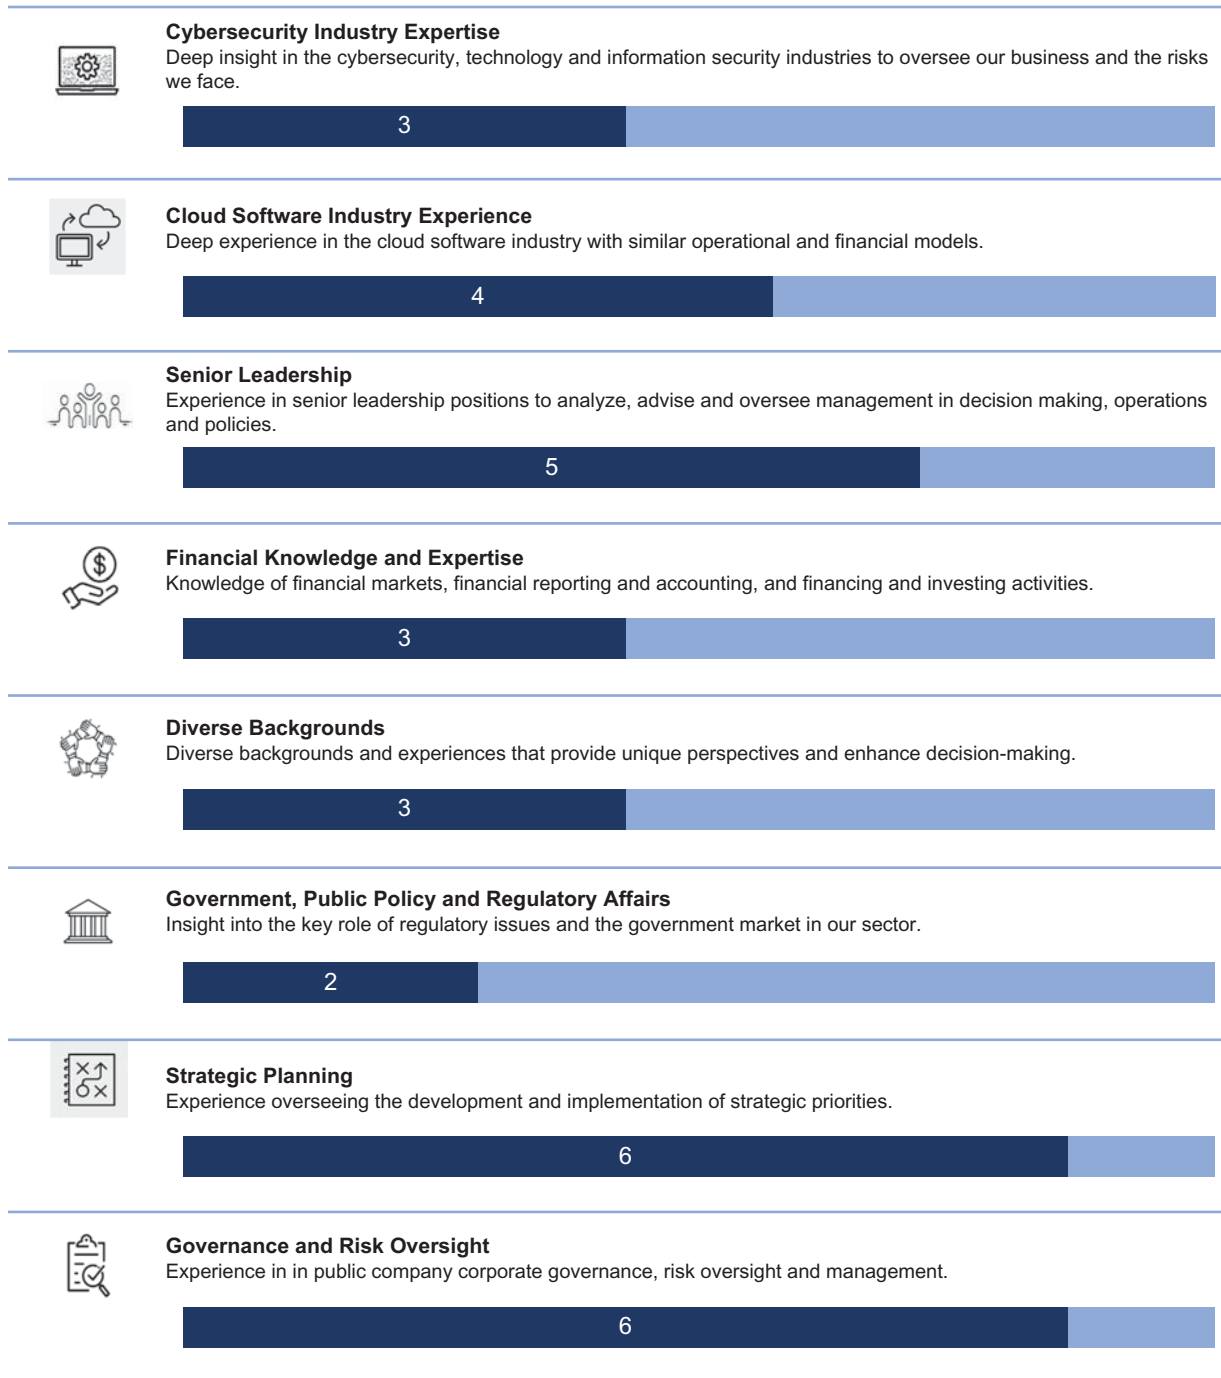 Cybersecurity Industry Expertise
Deep insight in the cybersecurity, technology and information security industries to oversee our business and the risks
we face.
3
Cloud Software Industry Experience
Deep experience in the cloud software industry with similar operational and financial models.
4
Senior Leadership
Experience in senior leadership positions to analyze, advise and oversee management in decision making, operations
and policies.
5
Financial Knowledge and Expertise
Knowledge of financial markets, financial reporting and accounting, and financing and investing activities.
3
Diverse Backgrounds
Diverse backgrounds and experiences that provide unique perspectives and enhance decision-making.
3
Government, Public Policy and Regulatory Affairs
Insight into the key role of regulatory issues and the government market in our sector.
2
Strategic Planning
Experience overseeing the development and implementation of strategic priorities.
6
Governance and Risk Oversight
Experience in in public company corporate governance, risk oversight and management.
6